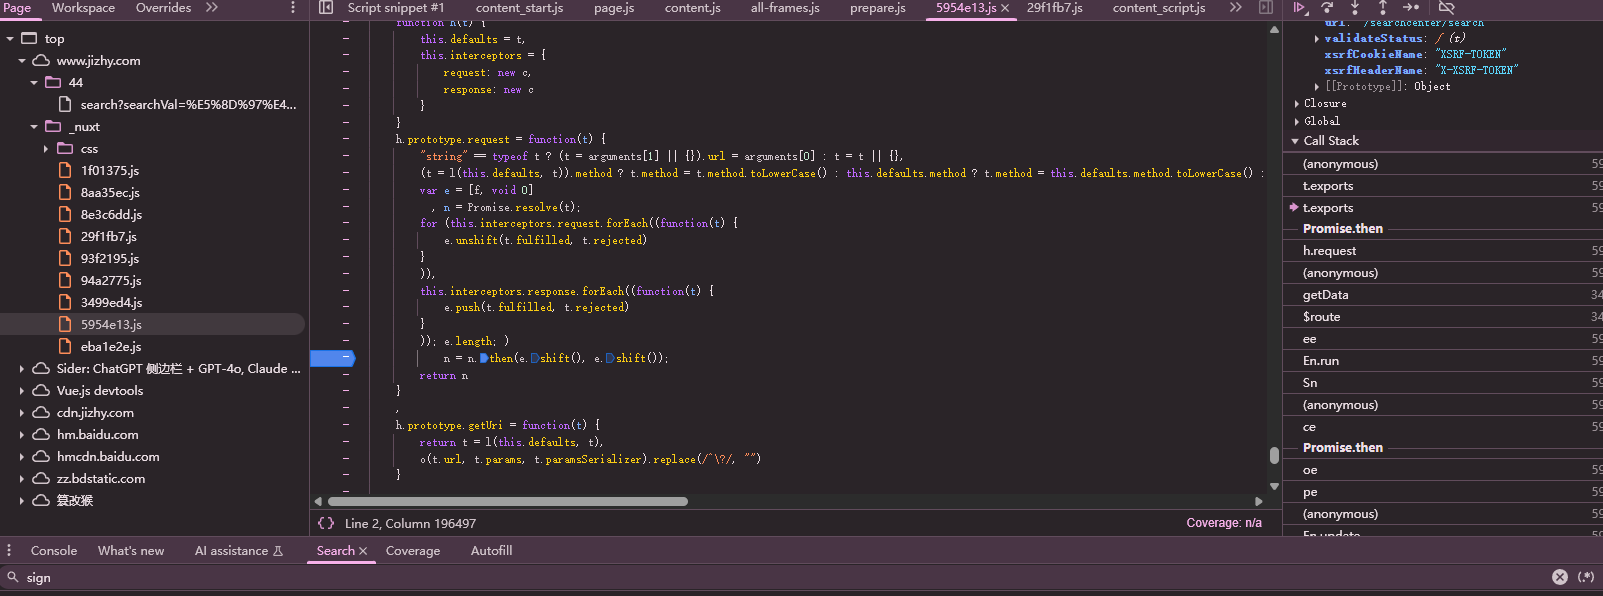 Page Workspace Overrides
Script snippet #1 content_start.js page.js content.js all-frames.js prepare.js 5954e13.js 29f1fb7.js content_script.js
top
www.jizhy.com
44
search?searchVal=%E5%8D%97%E4...
_nuxt
css
1f01375.js
8aa35ec.js
8e3c6dd.js
29f1fb7.js
93f2195.js
94a2775.js
3499ed4.js
5954e13.js
eba1e2e.js
Sider: ChatGPT 侧边栏 + GPT-4o, Claude ...
Vue.js devtools
cdn.jizhy.com
hm.baidu.com
hmcdn.baidu.com
zz.bdstatic.com
篡改猴
function h(t) {
this.defaults = t,
this.interceptors = {
request: new c,
response: new c
}
}
h.prototype.request = function(t) {
"string" == typeof t ? (t = arguments[1] || {}).url = arguments[0] : t = t || {},
(t = l(this.defaults, t)).method ? t.method = t.method.toLowerCase() : this.defaults.method ? t.method = this.defaults.method.toLowerCase() :
var e = [f, void 0]
, n = Promise.resolve(t);
for (this.interceptors.request.forEach((function(t) {
e.unshift(t.fulfilled, t.rejected)
}
)),
this.interceptors.response.forEach((function(t) {
e.push(t.fulfilled, t.rejected)
}
)); e.length; )
n = n.then(e.shift(), e.shift());
return n
}
,
h.prototype.getUri = function(t) {
return t = l(this.defaults, t),
o(t.url, t.params, t.paramsSerializer).replace(/^\?/, "")
}
{} Line 2, Column 196497
Coverage: n/a
url: "/searchcenter/search"
validateStatus: ƒ (t)
xsrfCookieName: "XSRF-TOKEN"
xsrfHeaderName: "X-XSRF-TOKEN"
[[Prototype]]: Object
Closure
Global
Call Stack
(anonymous) 59
t.exports 59
t.exports 59
Promise.then
h.request 59
(anonymous) 59
getData 34
$route 34
ee 59
En.run 59
Sn 59
(anonymous) 59
ce 59
Promise.then
oe 59
pe 59
(anonymous) 59
En.update 59
Console What's new AI assistance Search Coverage Autofill
sign
(.*)